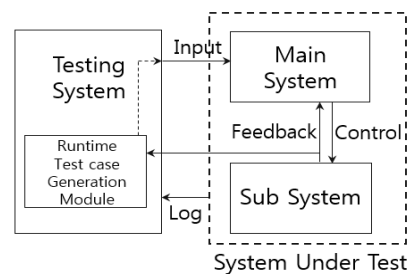 Testing
System
Runtime
Test case
Generation
Module
Input
Main
System
Feedback
Control
Sub System
Log
System Under Test